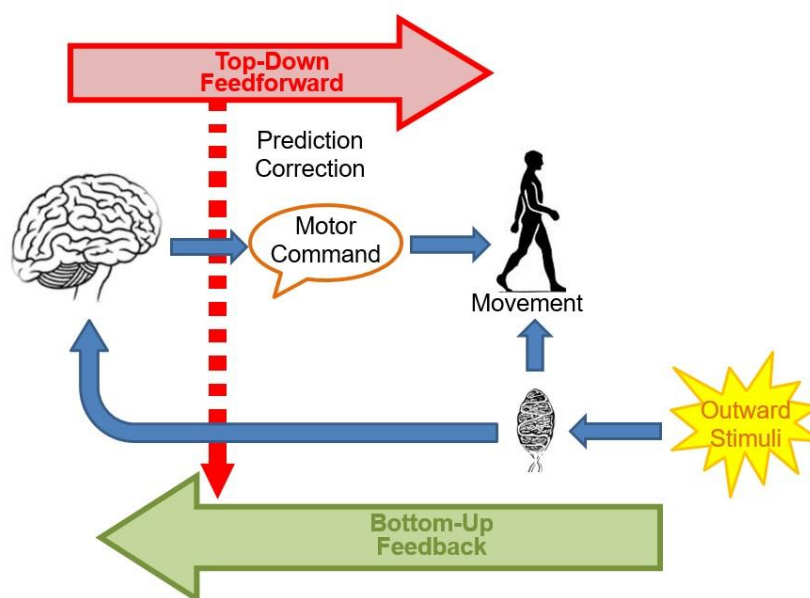 Top-Down
Feedforward
Prediction
Correction
Motor
Command
Movement
Outward
Stimuli
Bottom-Up
Feedback